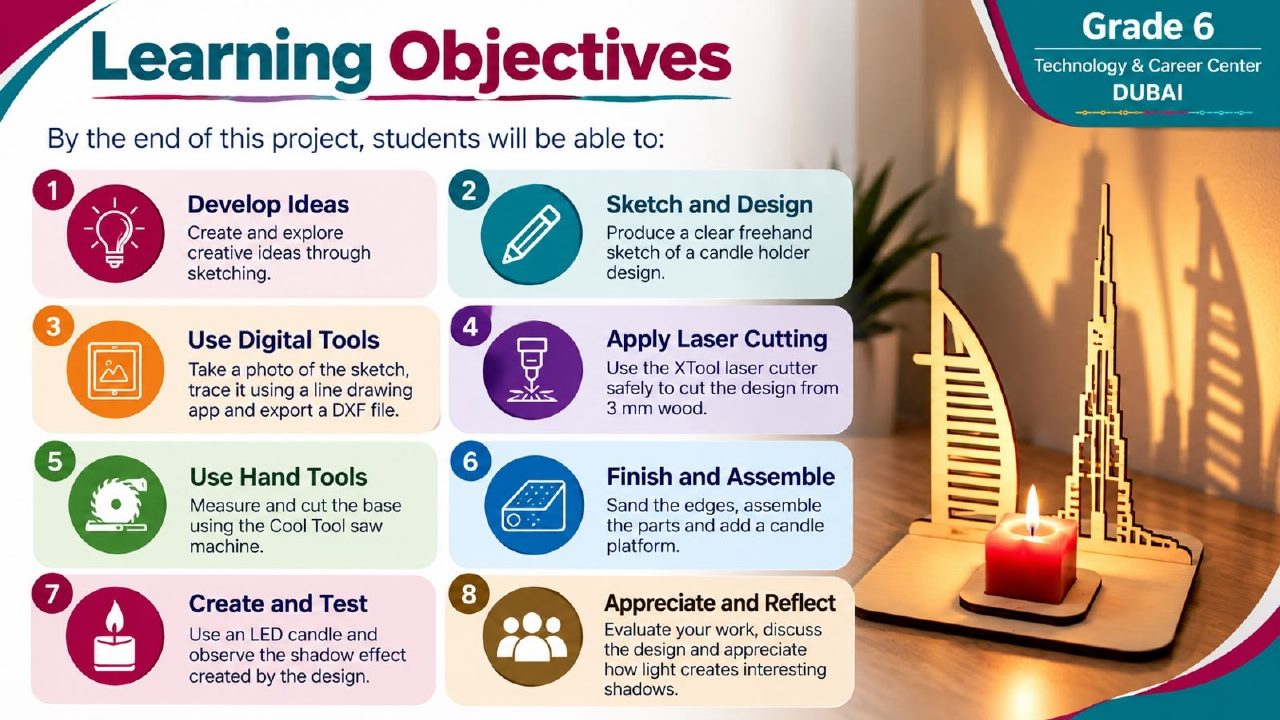 Learning Objectives
Grade 6
Technology & Career Center
DUBAI
By the end of this project, students will be able to:
1
Develop Ideas
Create and explore
creative ideas through
sketching.
2
Sketch and Design
Produce a clear freehand
sketch of a candle holder
design.
3
Use Digital Tools
Take a photo of the sketch,
trace it using a line drawing
app and export a DXF file.
4
Apply Laser Cutting
Use the XTool laser cutter
safely to cut the design from
3 mm wood.
5
Use Hand Tools
Measure and cut the base
using the Cool Tool saw
machine.
6
Finish and Assemble
Sand the edges, assemble
the parts and add a candle
platform.
7
Create and Test
Use an LED candle and
observe the shadow effect
created by the design.
8
Appreciate and Reflect
Evaluate your work, discuss
the design and appreciate
how light creates interesting
shadows.